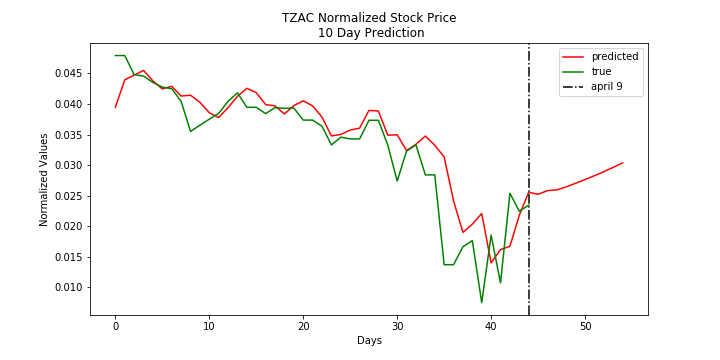 TZAC Normalized Stock Price
10 Day Prediction
predicted
true
april 9
Normalized Values
0.045
0.040
0.035
0.030
0.025
0.020
0.015
0.010
0
10
20
30
40
50
Days